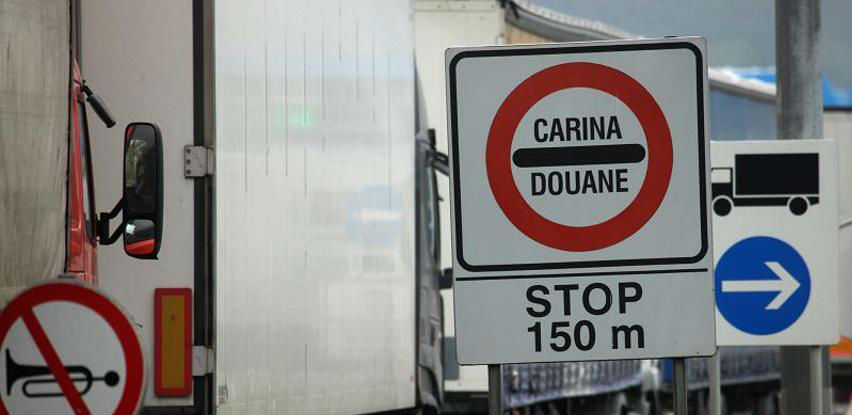 CARINA
DOUANE
STOP
150 m